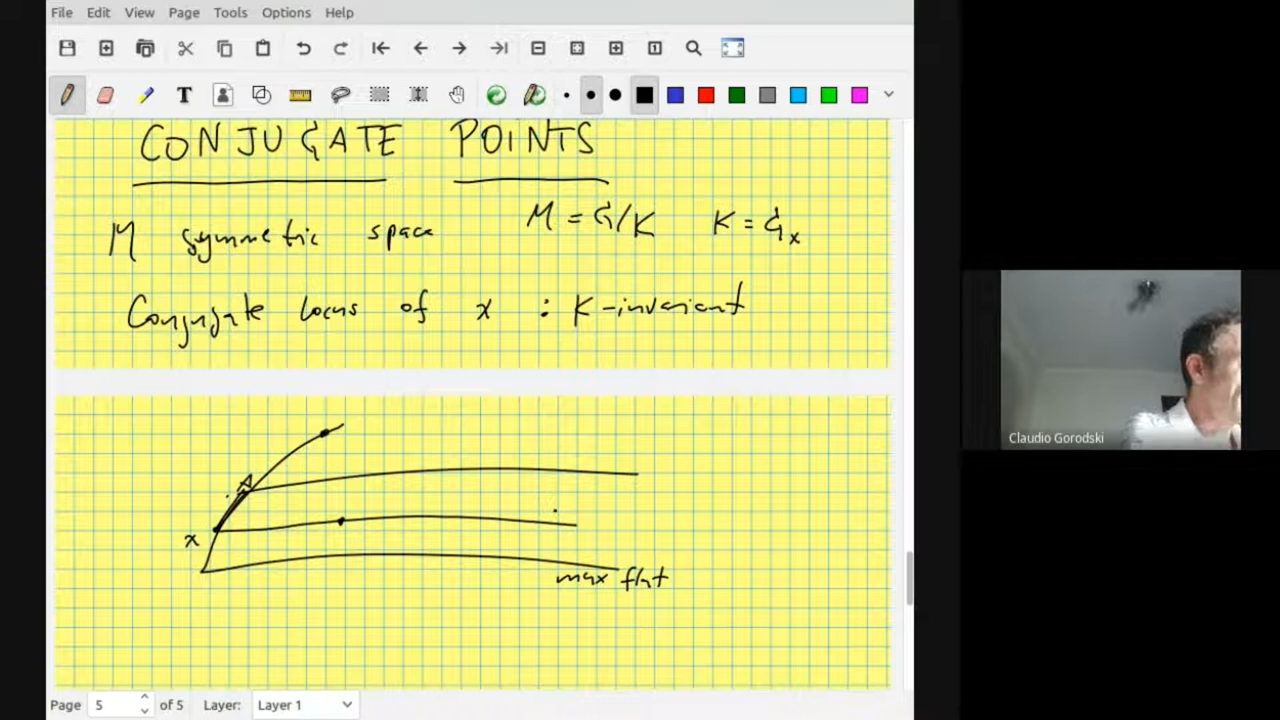 File Edit View Page Tools Options Help
CONJUGATE POINTS
M symmetric space M = G/K K = Gx
Conjugate locus of x : K-invariant
x
max flat
Claudio Gorodski
Page 5 of 5 Layer: Layer 1